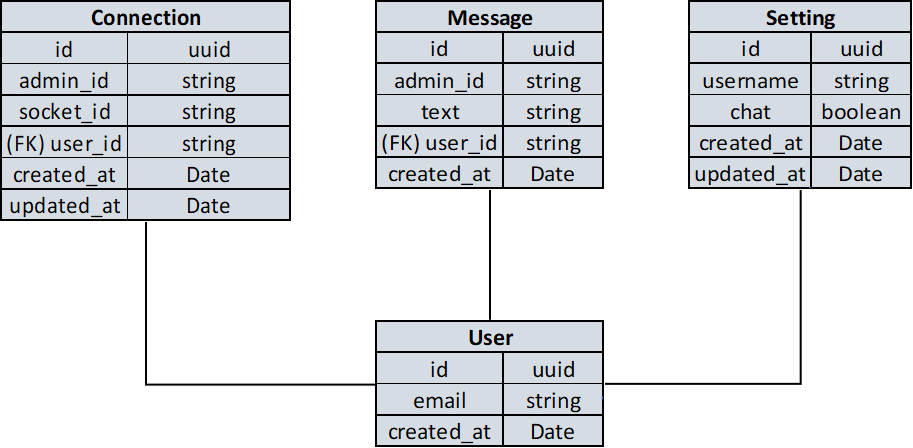 Connection
id uuid
admin_id string
socket_id string
(FK) user_id string
created_at Date
updated_at Date
Message
id uuid
admin_id string
text string
(FK) user_id string
created_at Date
Setting
id uuid
username string
chat boolean
created_at Date
updated_at Date
User
id uuid
email string
created_at Date